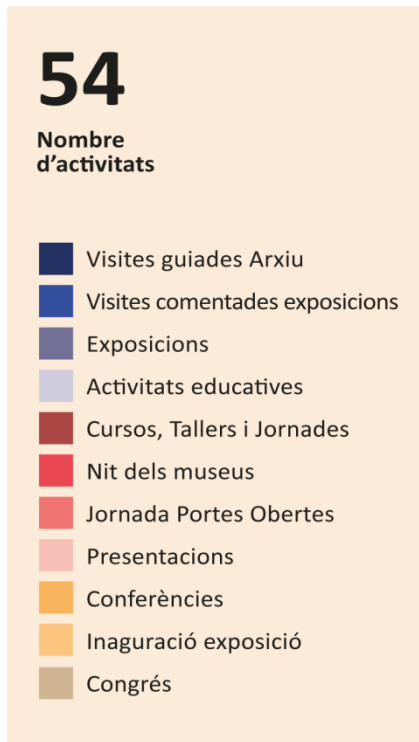 54
Nombre
d’activitats
Visites guiades Arxiu
Visites comentades exposicions
Exposicions
Activitats educatives
Cursos, Tallers i Jornades
Nit dels museus
Jornada Portes Obertes
Presentacions
Conferències
Inaguració exposició
Congrés